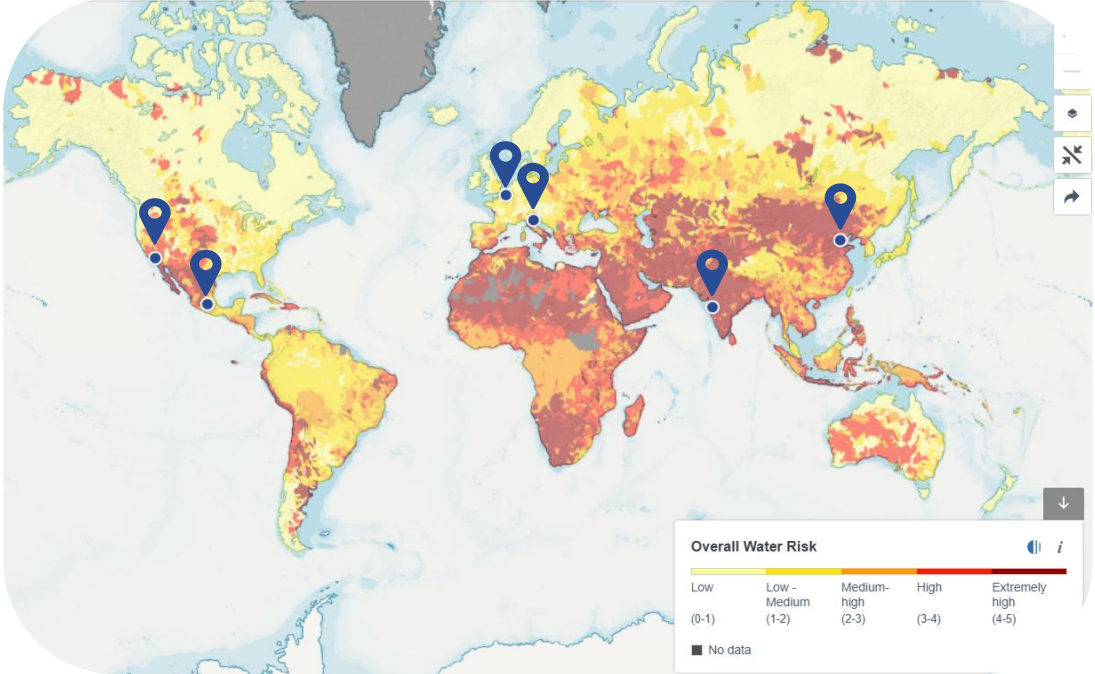 Overall Water Risk
i
Low
Low -
Medium
Medium-
high
High
Extremely
high
(0-1)
(1-2)
(2-3)
(3-4)
(4-5)
No data